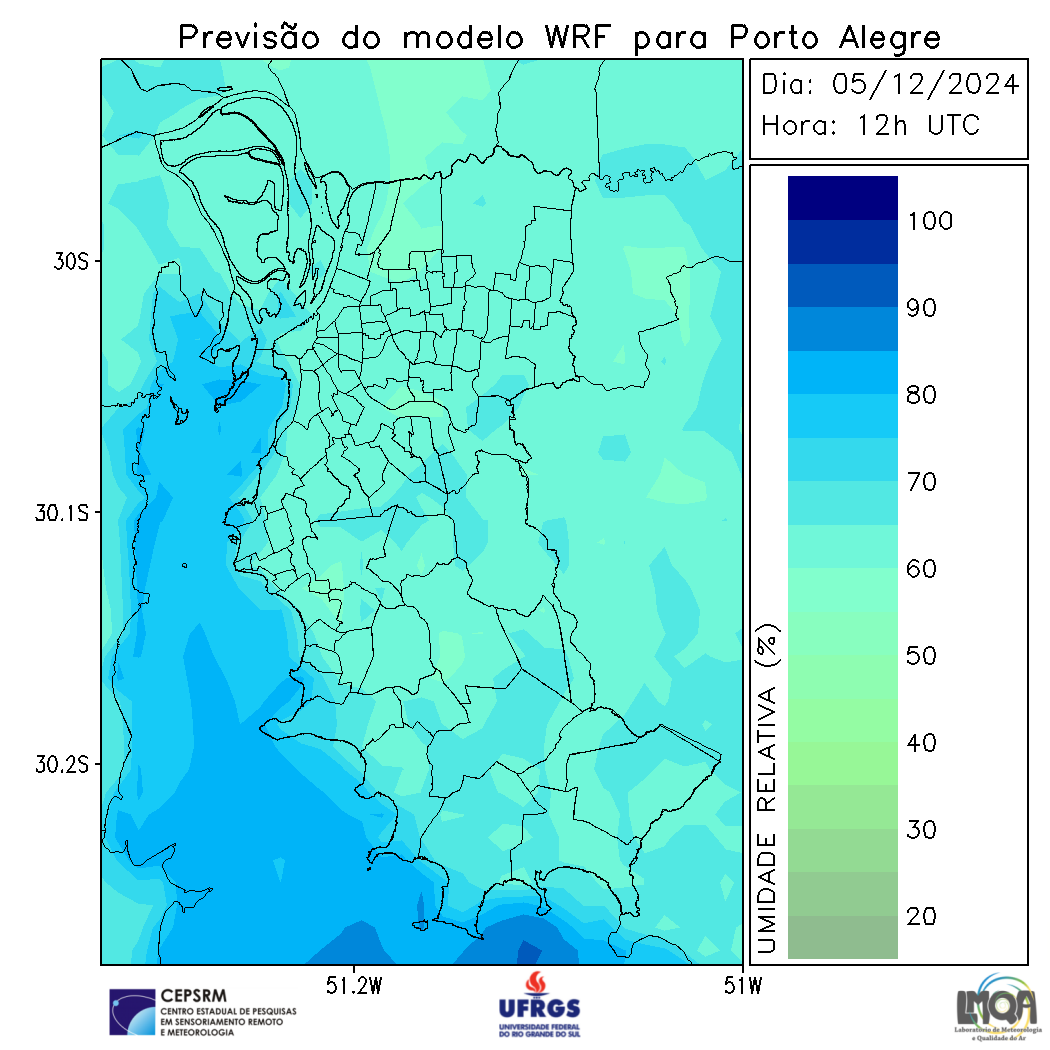 Previsão do modelo WRF para Porto Alegre
Dia: 05/12/2024
Hora: 12h UTC
30S
30.1S
30.2S
51.2W
51W
UMIDADE RELATIVA (%)
100
90
80
70
60
50
40
30
20
CEPSRM
CENTRO ESTADUAL DE PESQUISAS
EM SENSORIAMENTO REMOTO
E METEOROLOGIA
UFRGS
UNIVERSIDADE FEDERAL
DO RIO GRANDE DO SUL
LMQA
Laboratório de Meteorologia
e Qualidade do Ar